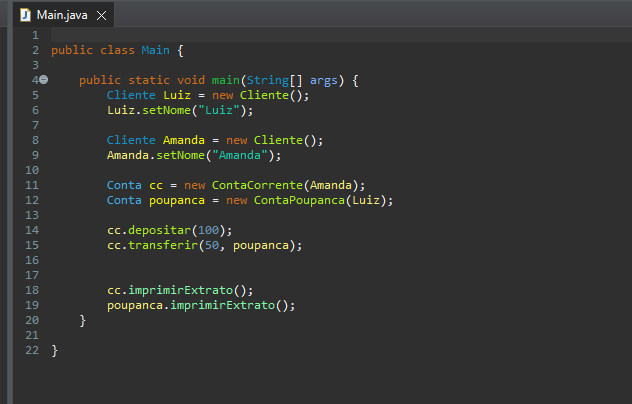 Main.java
1
2 public class Main {
3
4 public static void main(String[] args) {
5 Cliente Luiz = new Cliente();
6 Luiz.setNome("Luiz");
7
8 Cliente Amanda = new Cliente();
9 Amanda.setNome("Amanda");
10
11 Conta cc = new ContaCorrente(Amanda);
12 Conta poupanca = new ContaPoupanca(Luiz);
13
14 cc.depositar(100);
15 cc.transferir(50, poupanca);
16
17
18 cc.imprimirExtrato();
19 poupanca.imprimirExtrato();
20 }
21
22 }